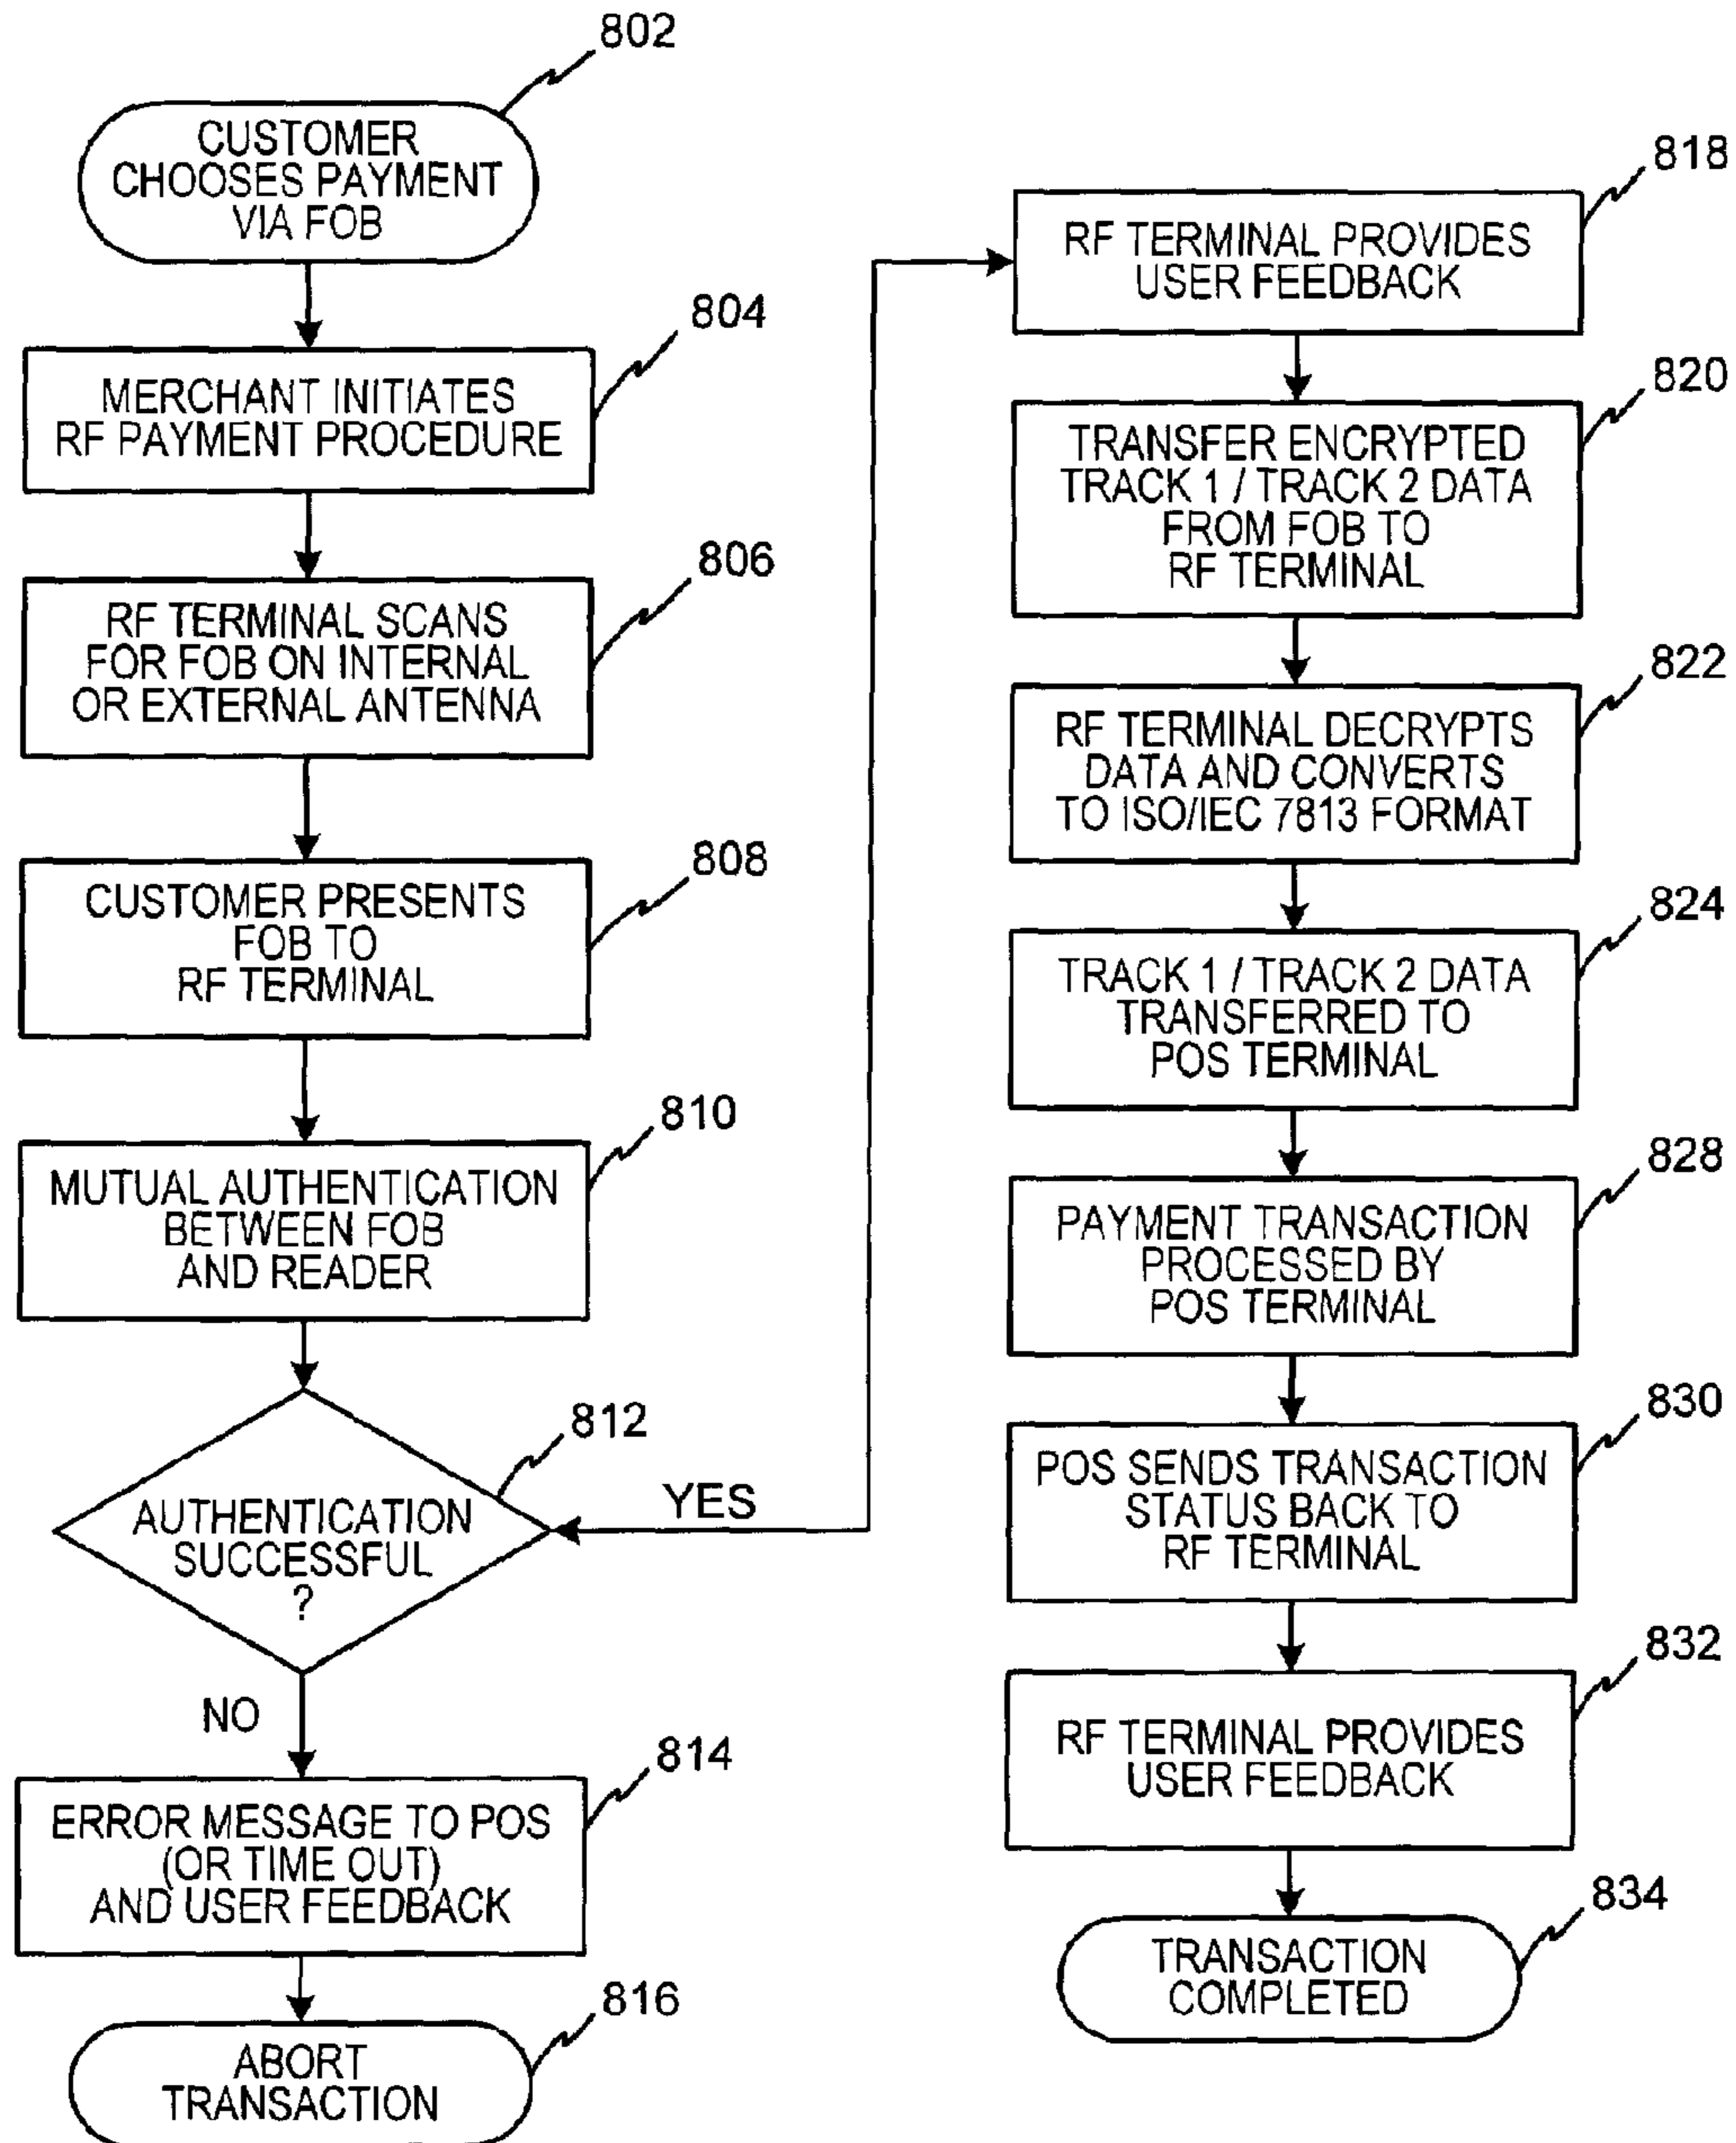 802
CUSTOMER
CHOOSES PAYMENT
VIA FOB
804
MERCHANT INITIATES
RF PAYMENT PROCEDURE
806
RF TERMINAL SCANS
FOR FOB ON INTERNAL
OR EXTERNAL ANTENNA
808
CUSTOMER PRESENTS
FOB TO
RF TERMINAL
810
MUTUAL AUTHENTICATION
BETWEEN FOB
AND READER
812
AUTHENTICATION
SUCCESSFUL
?
YES
NO
814
ERROR MESSAGE TO POS
(OR TIME OUT)
AND USER FEEDBACK
816
ABORT
TRANSACTION
818
RF TERMINAL PROVIDES
USER FEEDBACK
820
TRANSFER ENCRYPTED
TRACK 1 / TRACK 2 DATA
FROM FOB TO
RF TERMINAL
822
RF TERMINAL DECRYPTS
DATA AND CONVERTS
TO ISO/IEC 7813 FORMAT
824
TRACK 1 / TRACK 2 DATA
TRANSFERRED TO
POS TERMINAL
828
PAYMENT TRANSACTION
PROCESSED BY
POS TERMINAL
830
POS SENDS TRANSACTION
STATUS BACK TO
RF TERMINAL
832
RF TERMINAL PROVIDES
USER FEEDBACK
834
TRANSACTION
COMPLETED